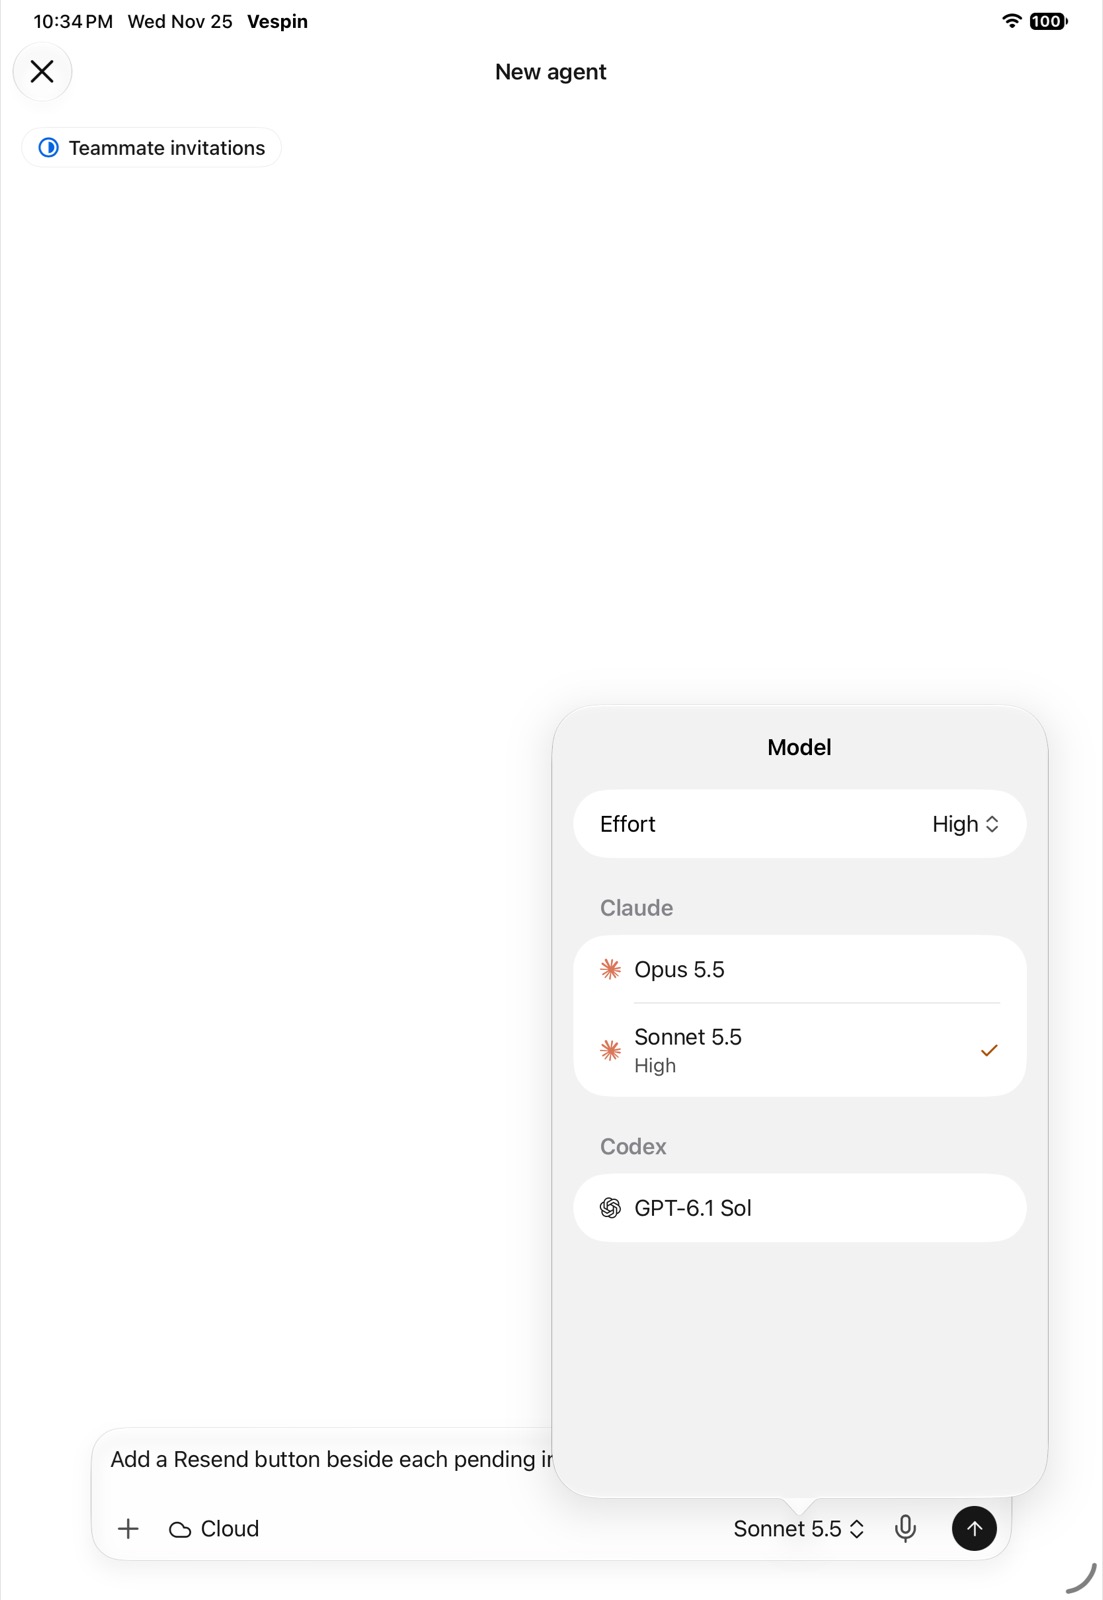 10:34 PM Wed Nov 25 Vespin
100
New agent
Teammate invitations
Model
Effort
High
Claude
Opus 5.5
Sonnet 5.5
High
Codex
GPT-6.1 Sol
Add a Resend button beside each pending
Cloud
Sonnet 5.5